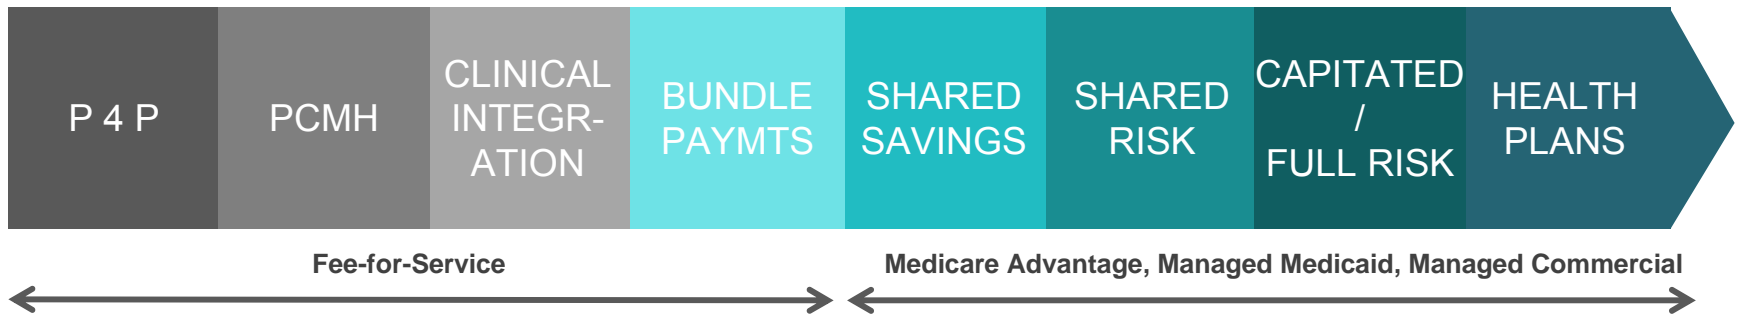 P 4 P
PCMH
CLINICAL
INTEGR-
ATION
BUNDLE
PAYMTS
SHARED
SAVINGS
SHARED
RISK
CAPITATED
/
FULL RISK
HEALTH
PLANS
Fee-for-Service
Medicare Advantage, Managed Medicaid, Managed Commercial